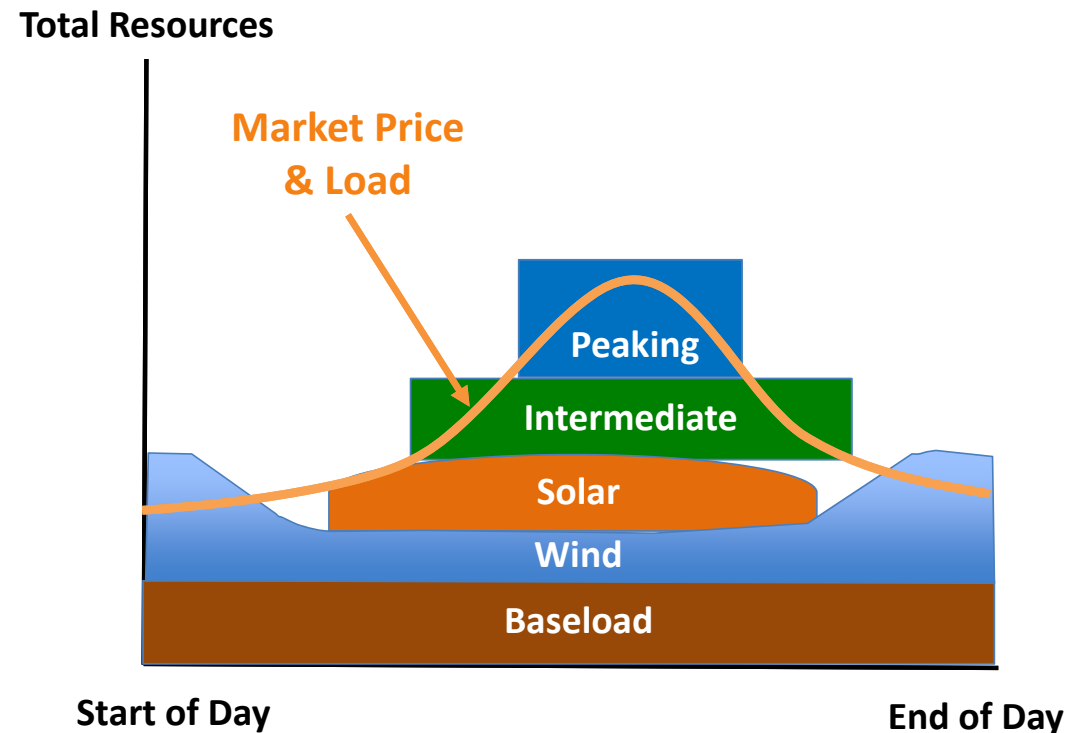 Total Resources
Market Price
& Load
Peaking
Intermediate
Solar
Wind
Baseload
Start of Day
End of Day